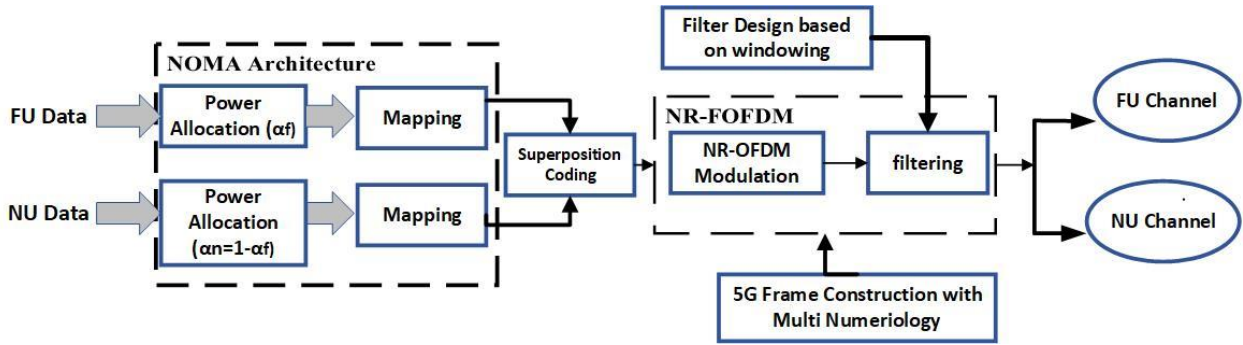 Filter Design based
on windowing
NOMA Architecture
FU Data
Power
Allocation (αf)
Mapping
NR-FOFDM
FU Channel
Superposition
Coding
NR-OFDM
Modulation
filtering
NU Data
Power
Allocation
(αn=1-αf)
Mapping
NU Channel
5G Frame Construction with
Multi Numeriology